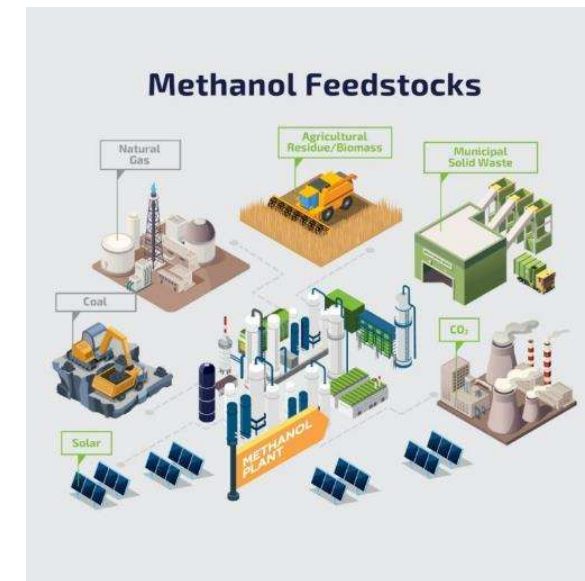 Methanol Feedstocks
Natural
Gas
Agricultural
Residue/Biomass
Municipal
Solid Waste
Coal
CO₂
Solar
METHANOL
PLANT